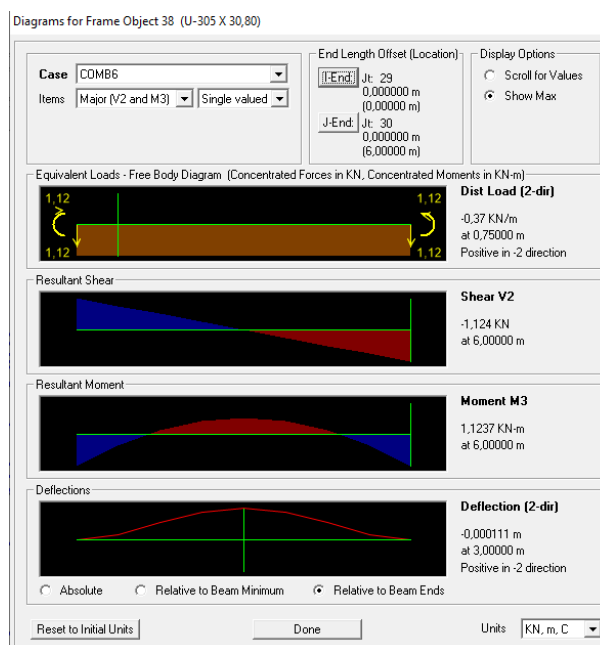 Diagrams for Frame Object 38 (U-305 X 30,80)
Case COMB6
Items Major (V2 and M3) Single valued
End Length Offset (Location)
I-End: Jt: 29
0,000000 m
(0,00000 m)
J-End: Jt: 30
0,000000 m
(6,00000 m)
Display Options
Scroll for Values
Show Max
Equivalent Loads - Free Body Diagram (Concentrated Forces in KN, Concentrated Moments in KN-m)
1,12 1,12
1,12 1,12
Dist Load (2-dir)
-0,37 KN/m
at 0,75000 m
Positive in -2 direction
Resultant Shear
Shear V2
-1,124 KN
at 6,00000 m
Resultant Moment
Moment M3
1,1237 KN-m
at 6,00000 m
Deflections
Deflection (2-dir)
-0,000111 m
at 3,00000 m
Positive in -2 direction
Absolute Relative to Beam Minimum Relative to Beam Ends
Reset to Initial Units Done Units KN, m, C